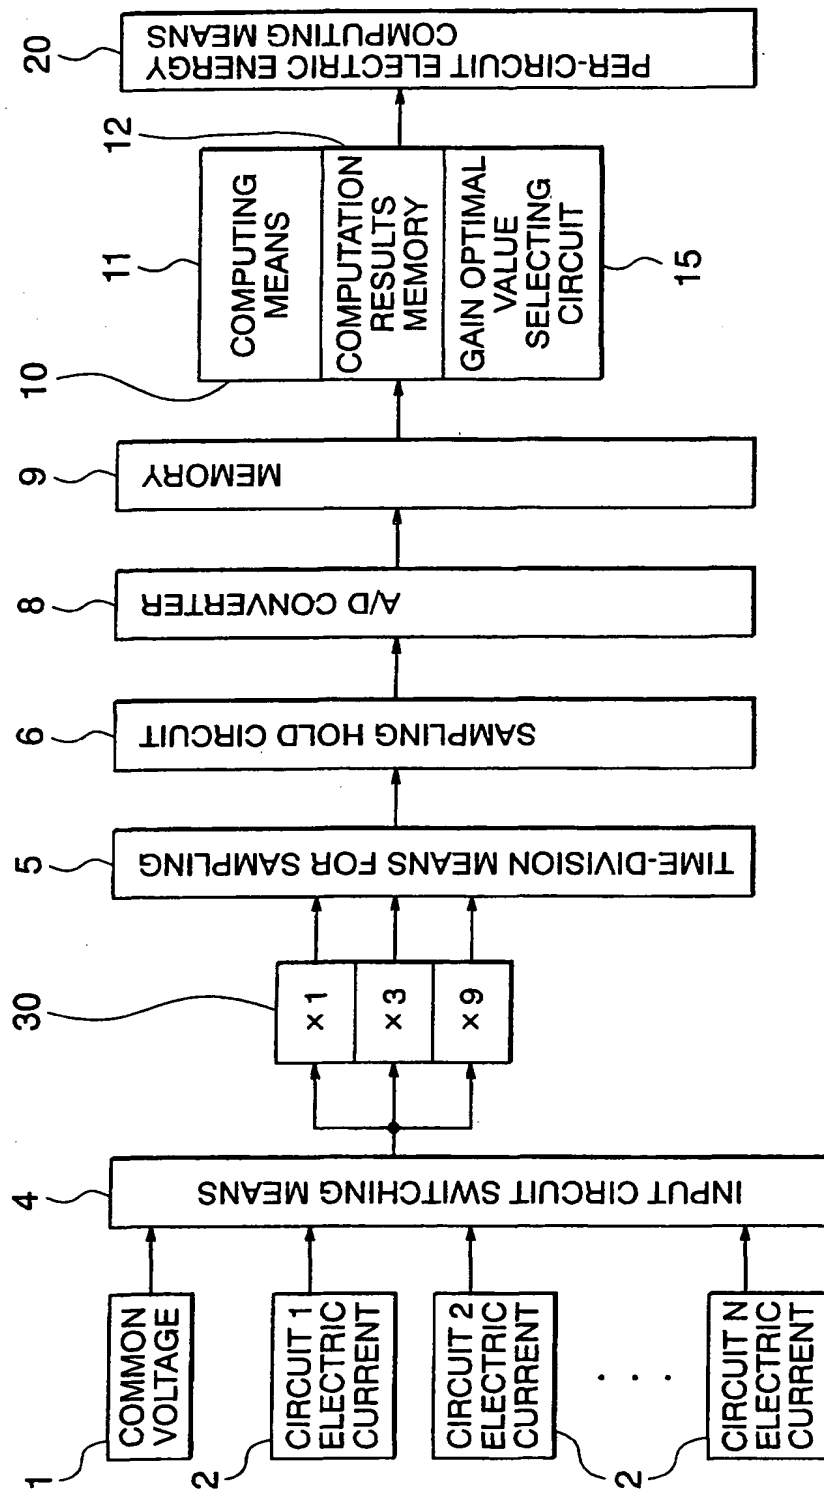 1
COMMON
VOLTAGE
2
CIRCUIT 1
ELECTRIC
CURRENT
CIRCUIT 2
ELECTRIC
CURRENT
. . .
2
CIRCUIT N
ELECTRIC
CURRENT
4
INPUT CIRCUIT SWITCHING MEANS
30
× 1
× 3
× 9
5
TIME-DIVISION MEANS FOR SAMPLING
6
SAMPLING HOLD CIRCUIT
8
A/D CONVERTER
9
MEMORY
10
11
COMPUTING
MEANS
12
COMPUTATION
RESULTS
MEMORY
GAIN OPTIMAL
VALUE
SELECTING
CIRCUIT
15
20
PER-CIRCUIT ELECTRIC ENERGY
COMPUTING MEANS